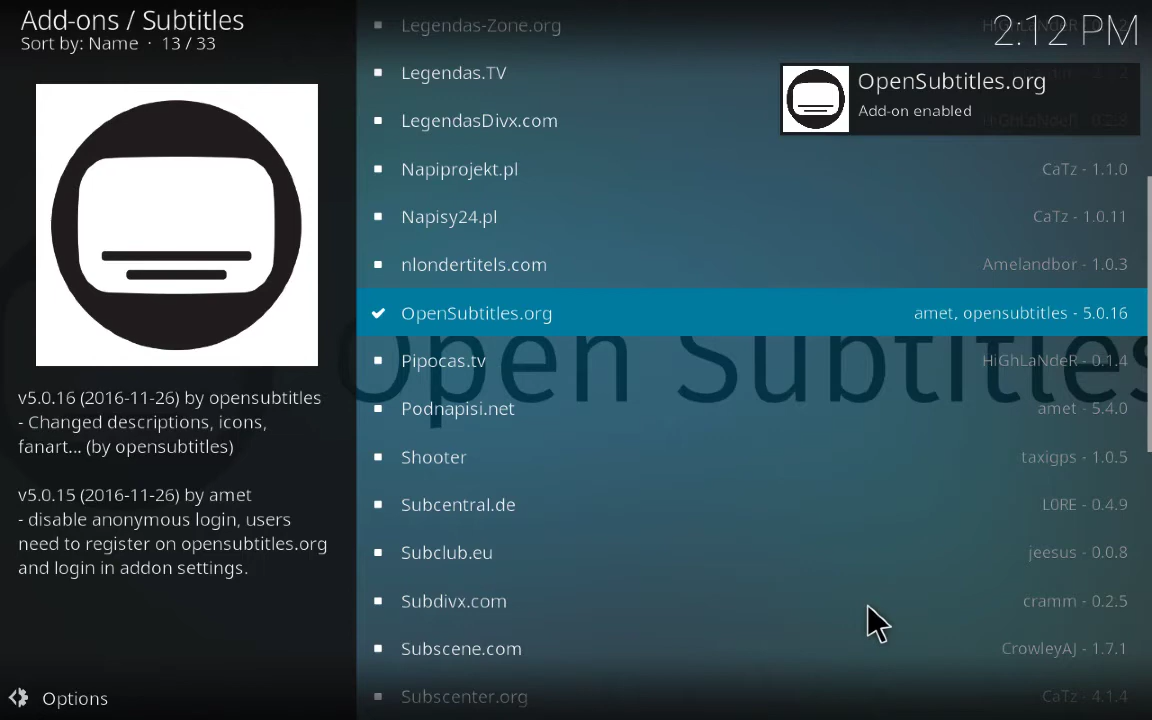 Add-ons / Subtitles
Sort by: Name · 13 / 33
2:12 PM
OpenSubtitles.org
Add-on enabled
Legendas-Zone.org
Legendas.TV
LegendasDivx.com
Napiprojekt.pl CaTz - 1.1.0
Napisy24.pl CaTz - 1.0.11
nlondertitels.com Amelandbor - 1.0.3
OpenSubtitles.org amet, opensubtitles - 5.0.16
Pipocas.tv HiGhLaNdeR - 0.1.4
Podnapisi.net amet - 5.4.0
Shooter taxigps - 1.0.5
Subcentral.de L0RE - 0.4.9
Subclub.eu jeesus - 0.0.8
Subdivx.com cramm - 0.2.5
Subscene.com CrowleyAJ - 1.7.1
Subscenter.org CaTz - 4.1.4
Open Subtitles
v5.0.16 (2016-11-26) by opensubtitles
- Changed descriptions, icons,
fanart... (by opensubtitles)
v5.0.15 (2016-11-26) by amet
- disable anonymous login, users
need to register on opensubtitles.org
and login in addon settings.
Options